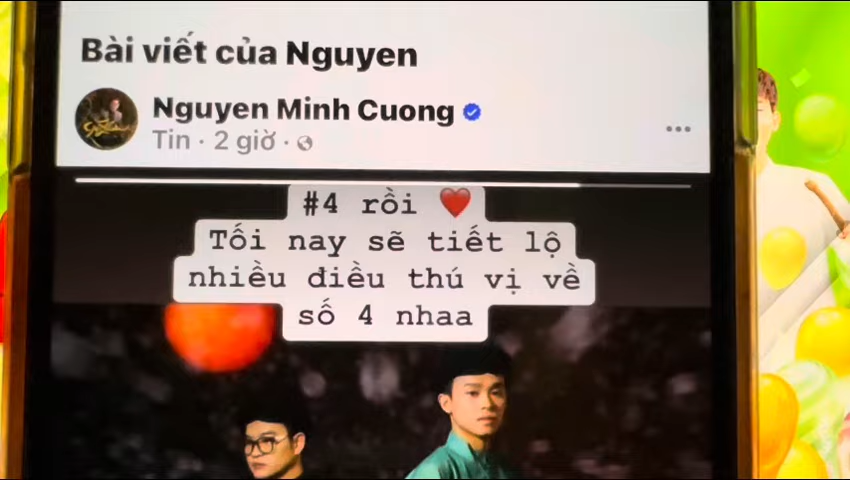 Bài viết của Nguyen
Nguyen Minh Cuong
Tin · 2 giờ ·
#4 rồi ❤️
Tối nay sẽ tiết lộ
nhiều điều thú vị về
số 4 nhaa